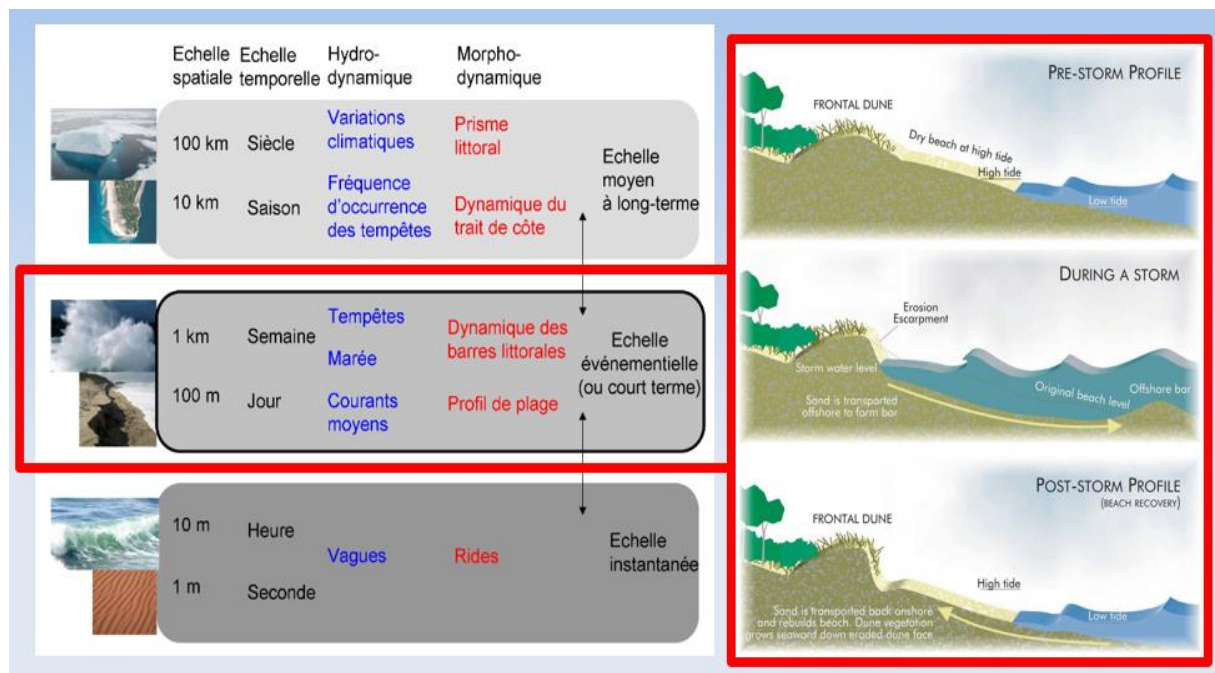 Echelle spatiale
Echelle temporelle
Hydro-dynamique
Morpho-dynamique
100 km
Siècle
Variations
climatiques
Prisme
littoral
10 km
Saison
Fréquence
d'occurrence
des tempêtes
Dynamique du
trait de côte
Echelle
moyen
à long-terme
1 km
Semaine
Tempêtes
Marée
Dynamique des
barres littorales
100 m
Jour
Courants
moyens
Profil de plage
Echelle
événementielle
(ou court terme)
10 m
Heure
1 m
Seconde
Vagues
Rides
Echelle
instantanée
PRE-STORM PROFILE
FRONTAL DUNE
Dry beach at high tide
High tide
Low tide
DURING A STORM
Erosion
Escarpment
Storm water level
Original beach level
Offshore bar
Sand is transported
offshore to form bar
POST-STORM PROFILE
(BEACH RECOVERY)
FRONTAL DUNE
High tide
Low tide
Sand is transported back onshore
and rebuilds beach. Dune vegetation
grows seaward down eroded dune face